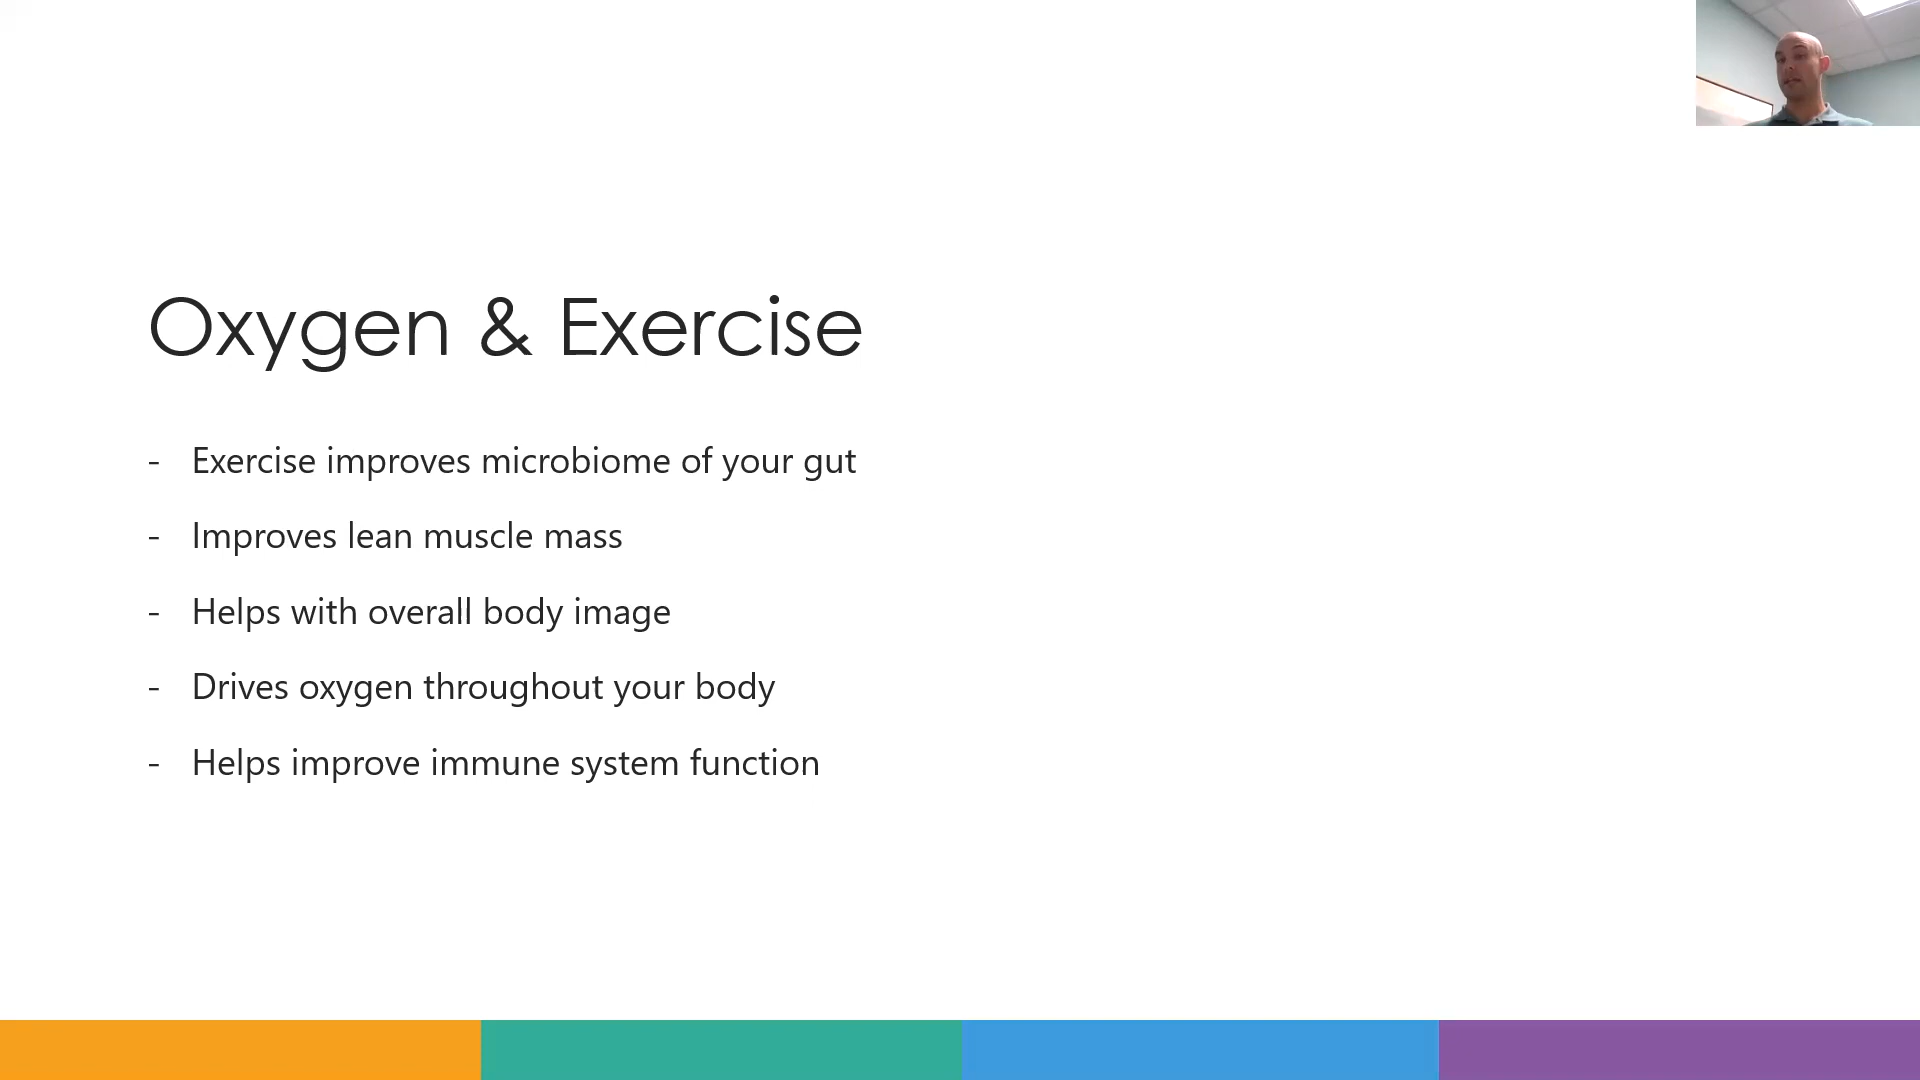 Oxygen & Exercise
- Exercise improves microbiome of your gut
- Improves lean muscle mass
- Helps with overall body image
- Drives oxygen throughout your body
- Helps improve immune system function